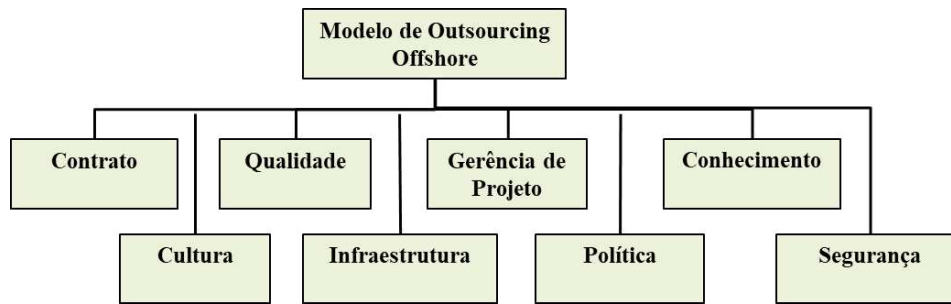 Modelo de Outsourcing
Offshore
Contrato
Qualidade
Gerência de
Projeto
Conhecimento
Cultura
Infraestrutura
Política
Segurança